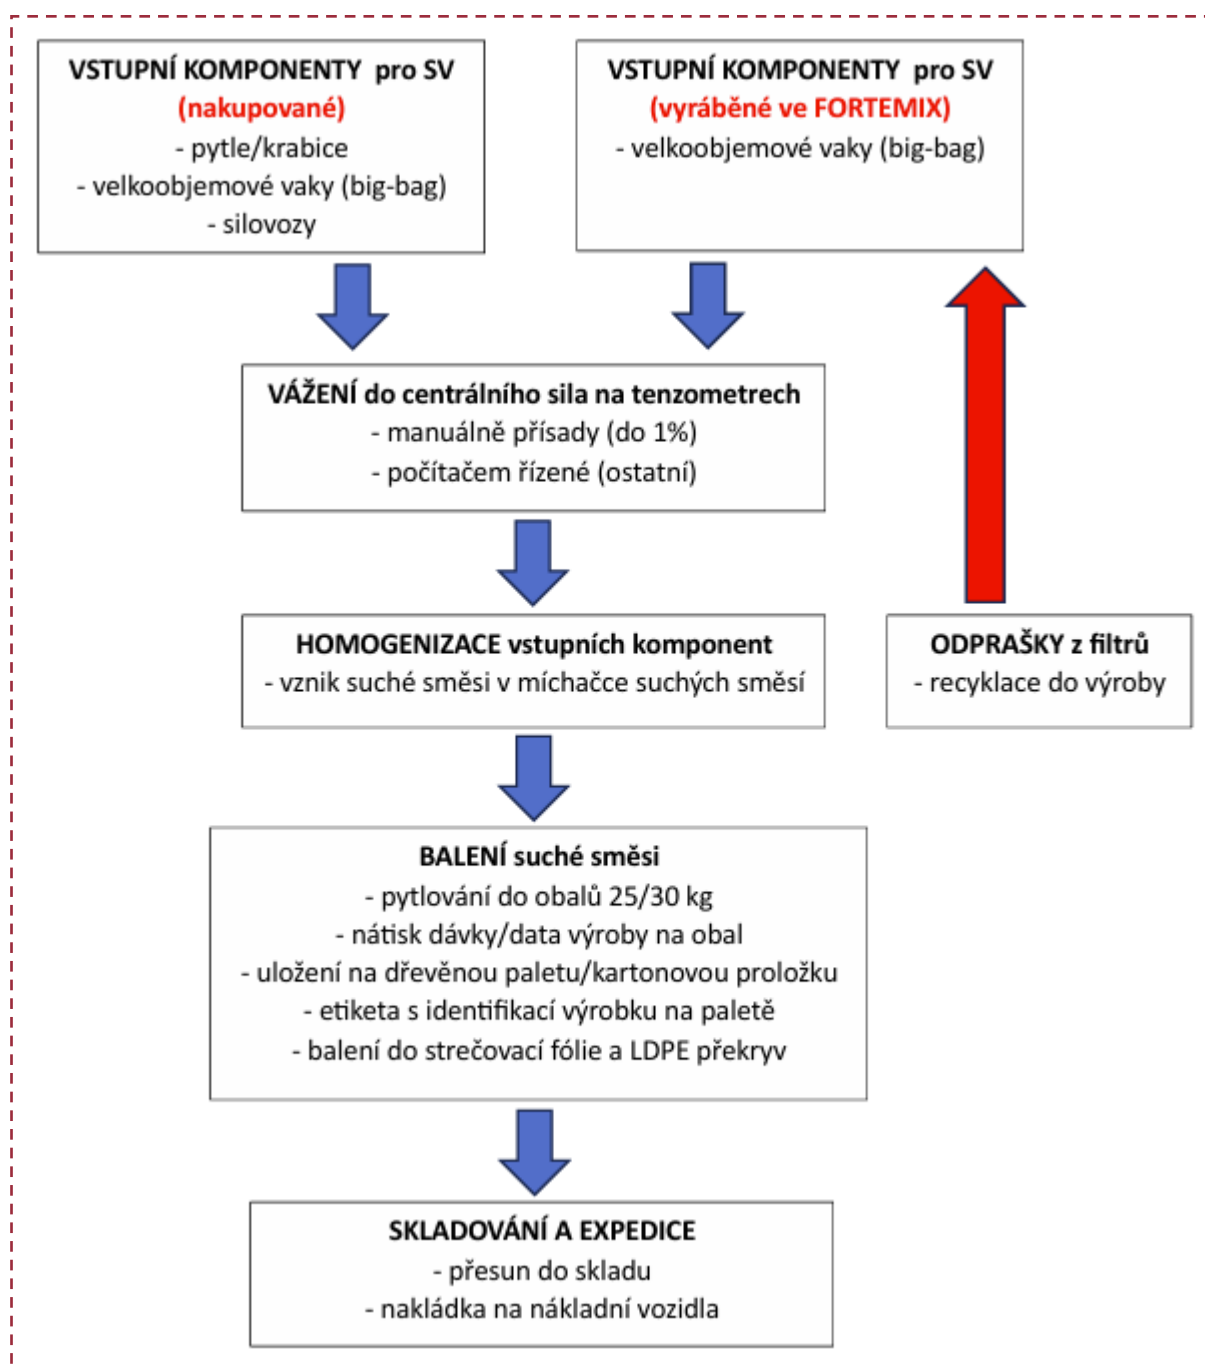 VSTUPNÍ KOMPONENTY pro SV
(nakupované)
- pytle/krabice
- velkoobjemové vaky (big-bag)
- silovozy
VSTUPNÍ KOMPONENTY pro SV
(vyráběné ve FORTEMIX)
- velkoobjemové vaky (big-bag)
VÁŽENÍ do centrálního sila na tenzometrech
- manuálně přísady (do 1%)
- počítačem řízené (ostatní)
HOMOGENIZACE vstupních komponent
- vznik suché směsi v míchačce suchých směsí
ODPRAŠKY z filtrů
- recyklace do výroby
BALENÍ suché směsi
- pytlování do obalů 25/30 kg
- nátisk dávky/data výroby na obal
- uložení na dřevěnou paletu/kartonovou proložku
- etiketa s identifikací výrobku na paletě
- balení do strečovací fólie a LDPE překryv
SKLADOVÁNÍ A EXPEDICE
- přesun do skladu
- nakládka na nákladní vozidla